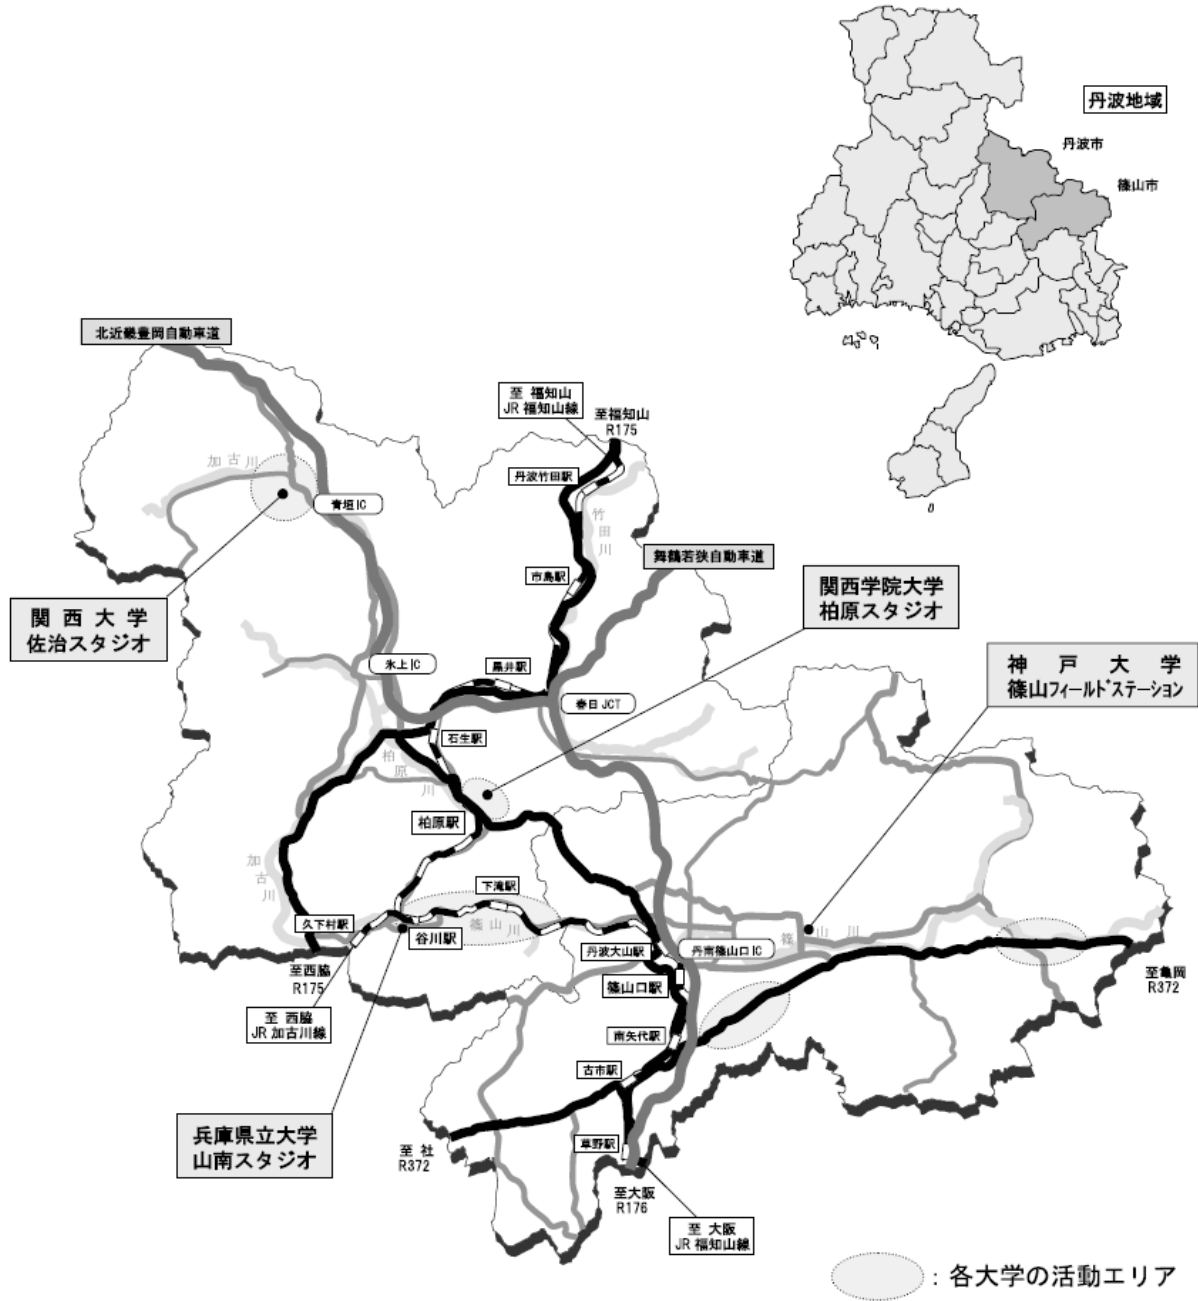 丹波地域
丹波市
篠山市
北近畿豊岡自動車道
至 福知山
JR 福知山線
至福知山
R175
加古川
丹波竹田駅
青垣 IC
竹田川
舞鶴若狭自動車道
市島駅
関西学院大学
柏原スタジオ
関西大学
佐治スタジオ
氷上 IC
黒井駅
神戸大学
篠山フィールドステーション
春日 JCT
石生駅
柏原川
柏原駅
加古川
下滝駅
久下村駅
谷川駅
篠山川
篠山川
丹波大山駅
丹南篠山口 IC
至西脇
R175
篠山口駅
至亀岡
R372
至 西脇
JR 加古川線
南矢代駅
古市駅
兵庫県立大学
山南スタジオ
至 社
R372
草野駅
至大阪
R176
至 大阪
JR 福知山線
：各大学の活動エリア